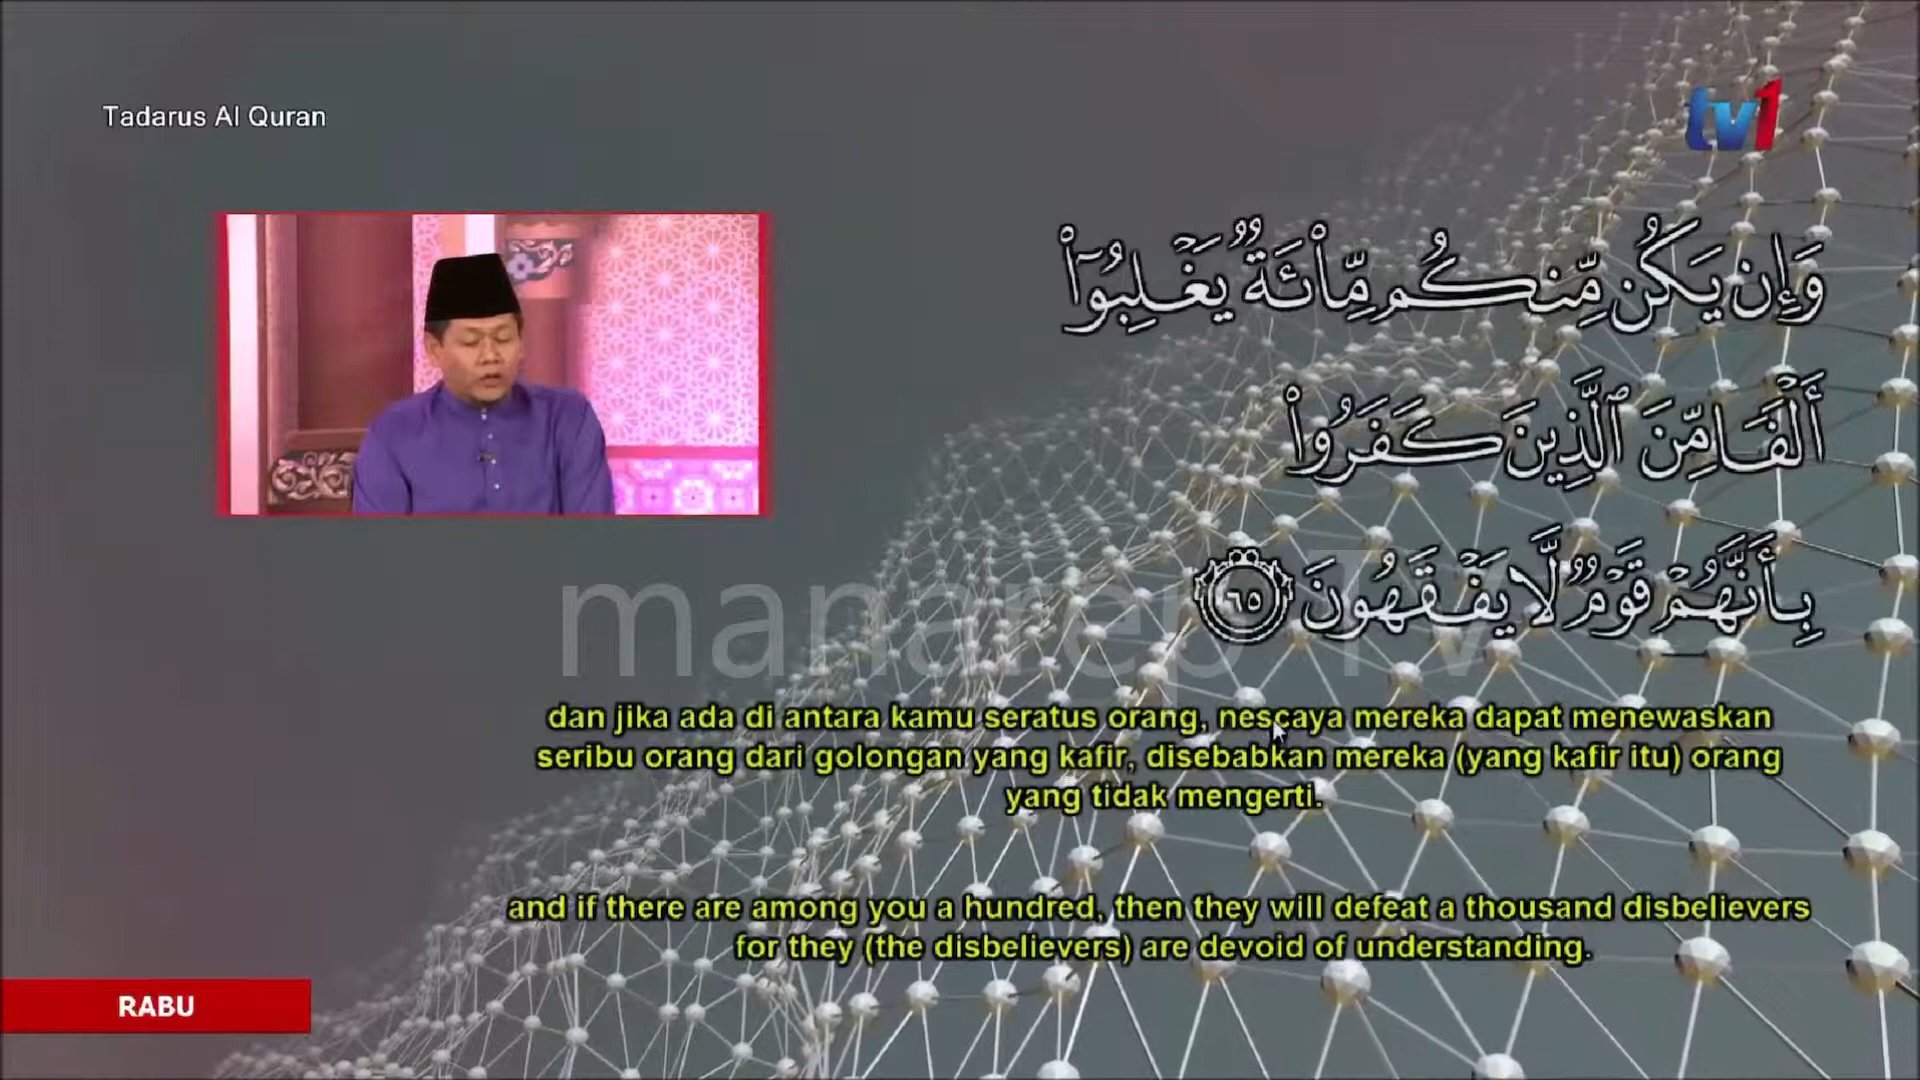 Tadarus Al Quran
tv1
وَإِن يَكُن مِّنكُم مِّاْئَةٌ يَغْلِبُوٓاْ
أَلْفًا مِّنَ ٱلَّذِينَ كَفَرُواْ
بِأَنَّهُمْ قَوْمٌ لَّا يَفْقَهُونَ ٦٥
manarep TV
dan jika ada di antara kamu seratus orang, nescaya mereka dapat menewaskan
seribu orang dari golongan yang kafir, disebabkan mereka (yang kafir itu) orang
yang tidak mengerti.
and if there are among you a hundred, then they will defeat a thousand disbelievers
for they (the disbelievers) are devoid of understanding.
RABU